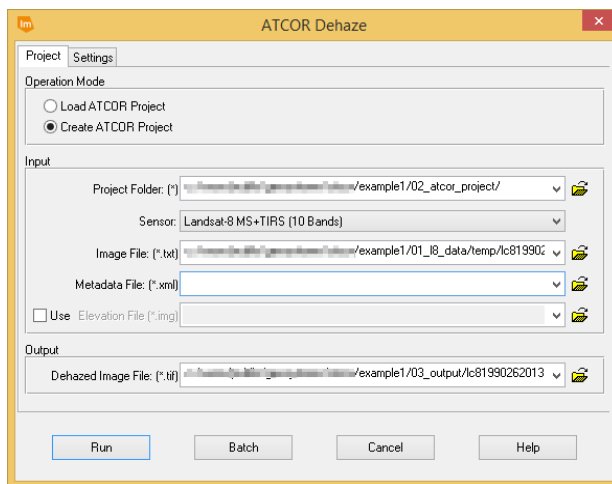 Im
ATCOR Dehaze
Project Settings
Operation Mode
Load ATCOR Project
Create ATCOR Project
Input
Project Folder: (*) /example1/02_atcor_project/
Sensor: Landsat-8 MS+TIRS (10 Bands)
Image File: (*.txt) /example1/01_l8_data/temp/lc819902
Metadata File: (*.xml)
Use Elevation File (*.img)
Output
Dehazed Image File: (*.tif) /example1/03_output/lc81990262013
Run Batch Cancel Help